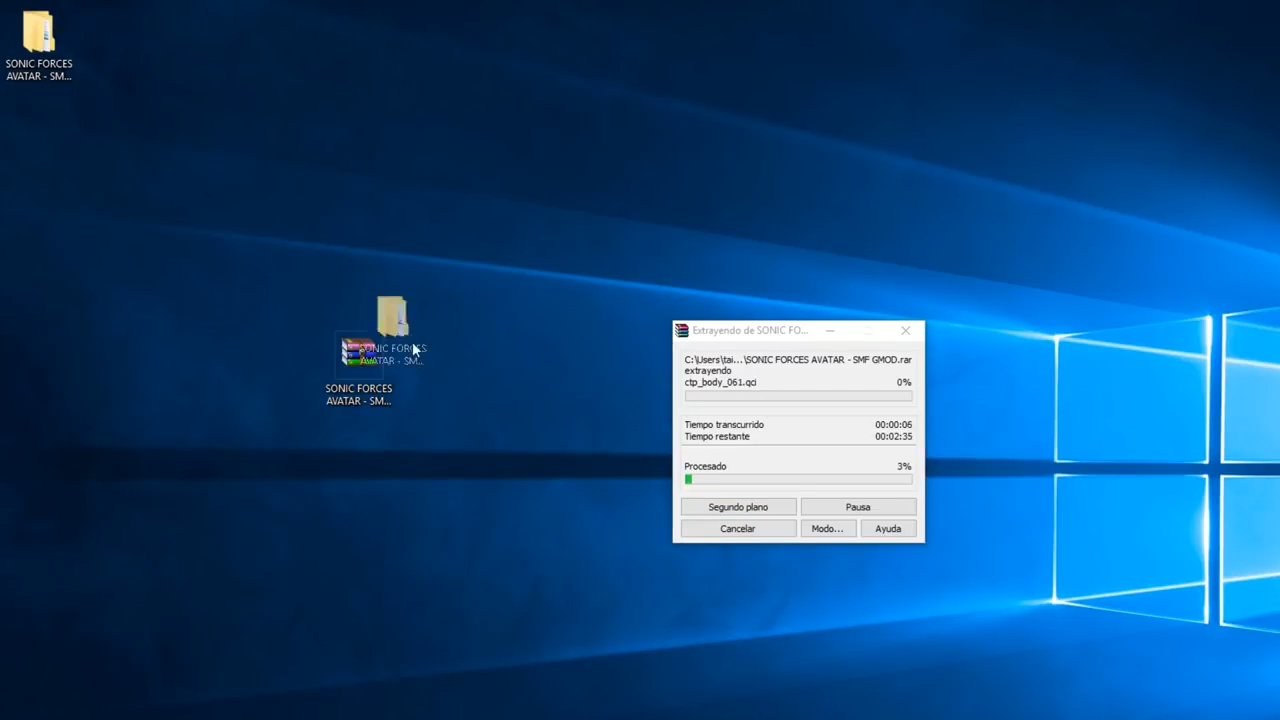 SONIC FORCES
AVATAR - SM...
SONIC FORCES
AVATAR - SM...
SONIC FORCES
AVATAR - SM...
Extrayendo de SONIC FO...
C:\Users\tai...\SONIC FORCES AVATAR - SMF GMOD.rar
extrayendo
ctp_body_061.qci 0%
Tiempo transcurrido 00:00:06
Tiempo restante 00:02:35
Procesado 3%
Segundo plano Pausa
Cancelar Modo... Ayuda